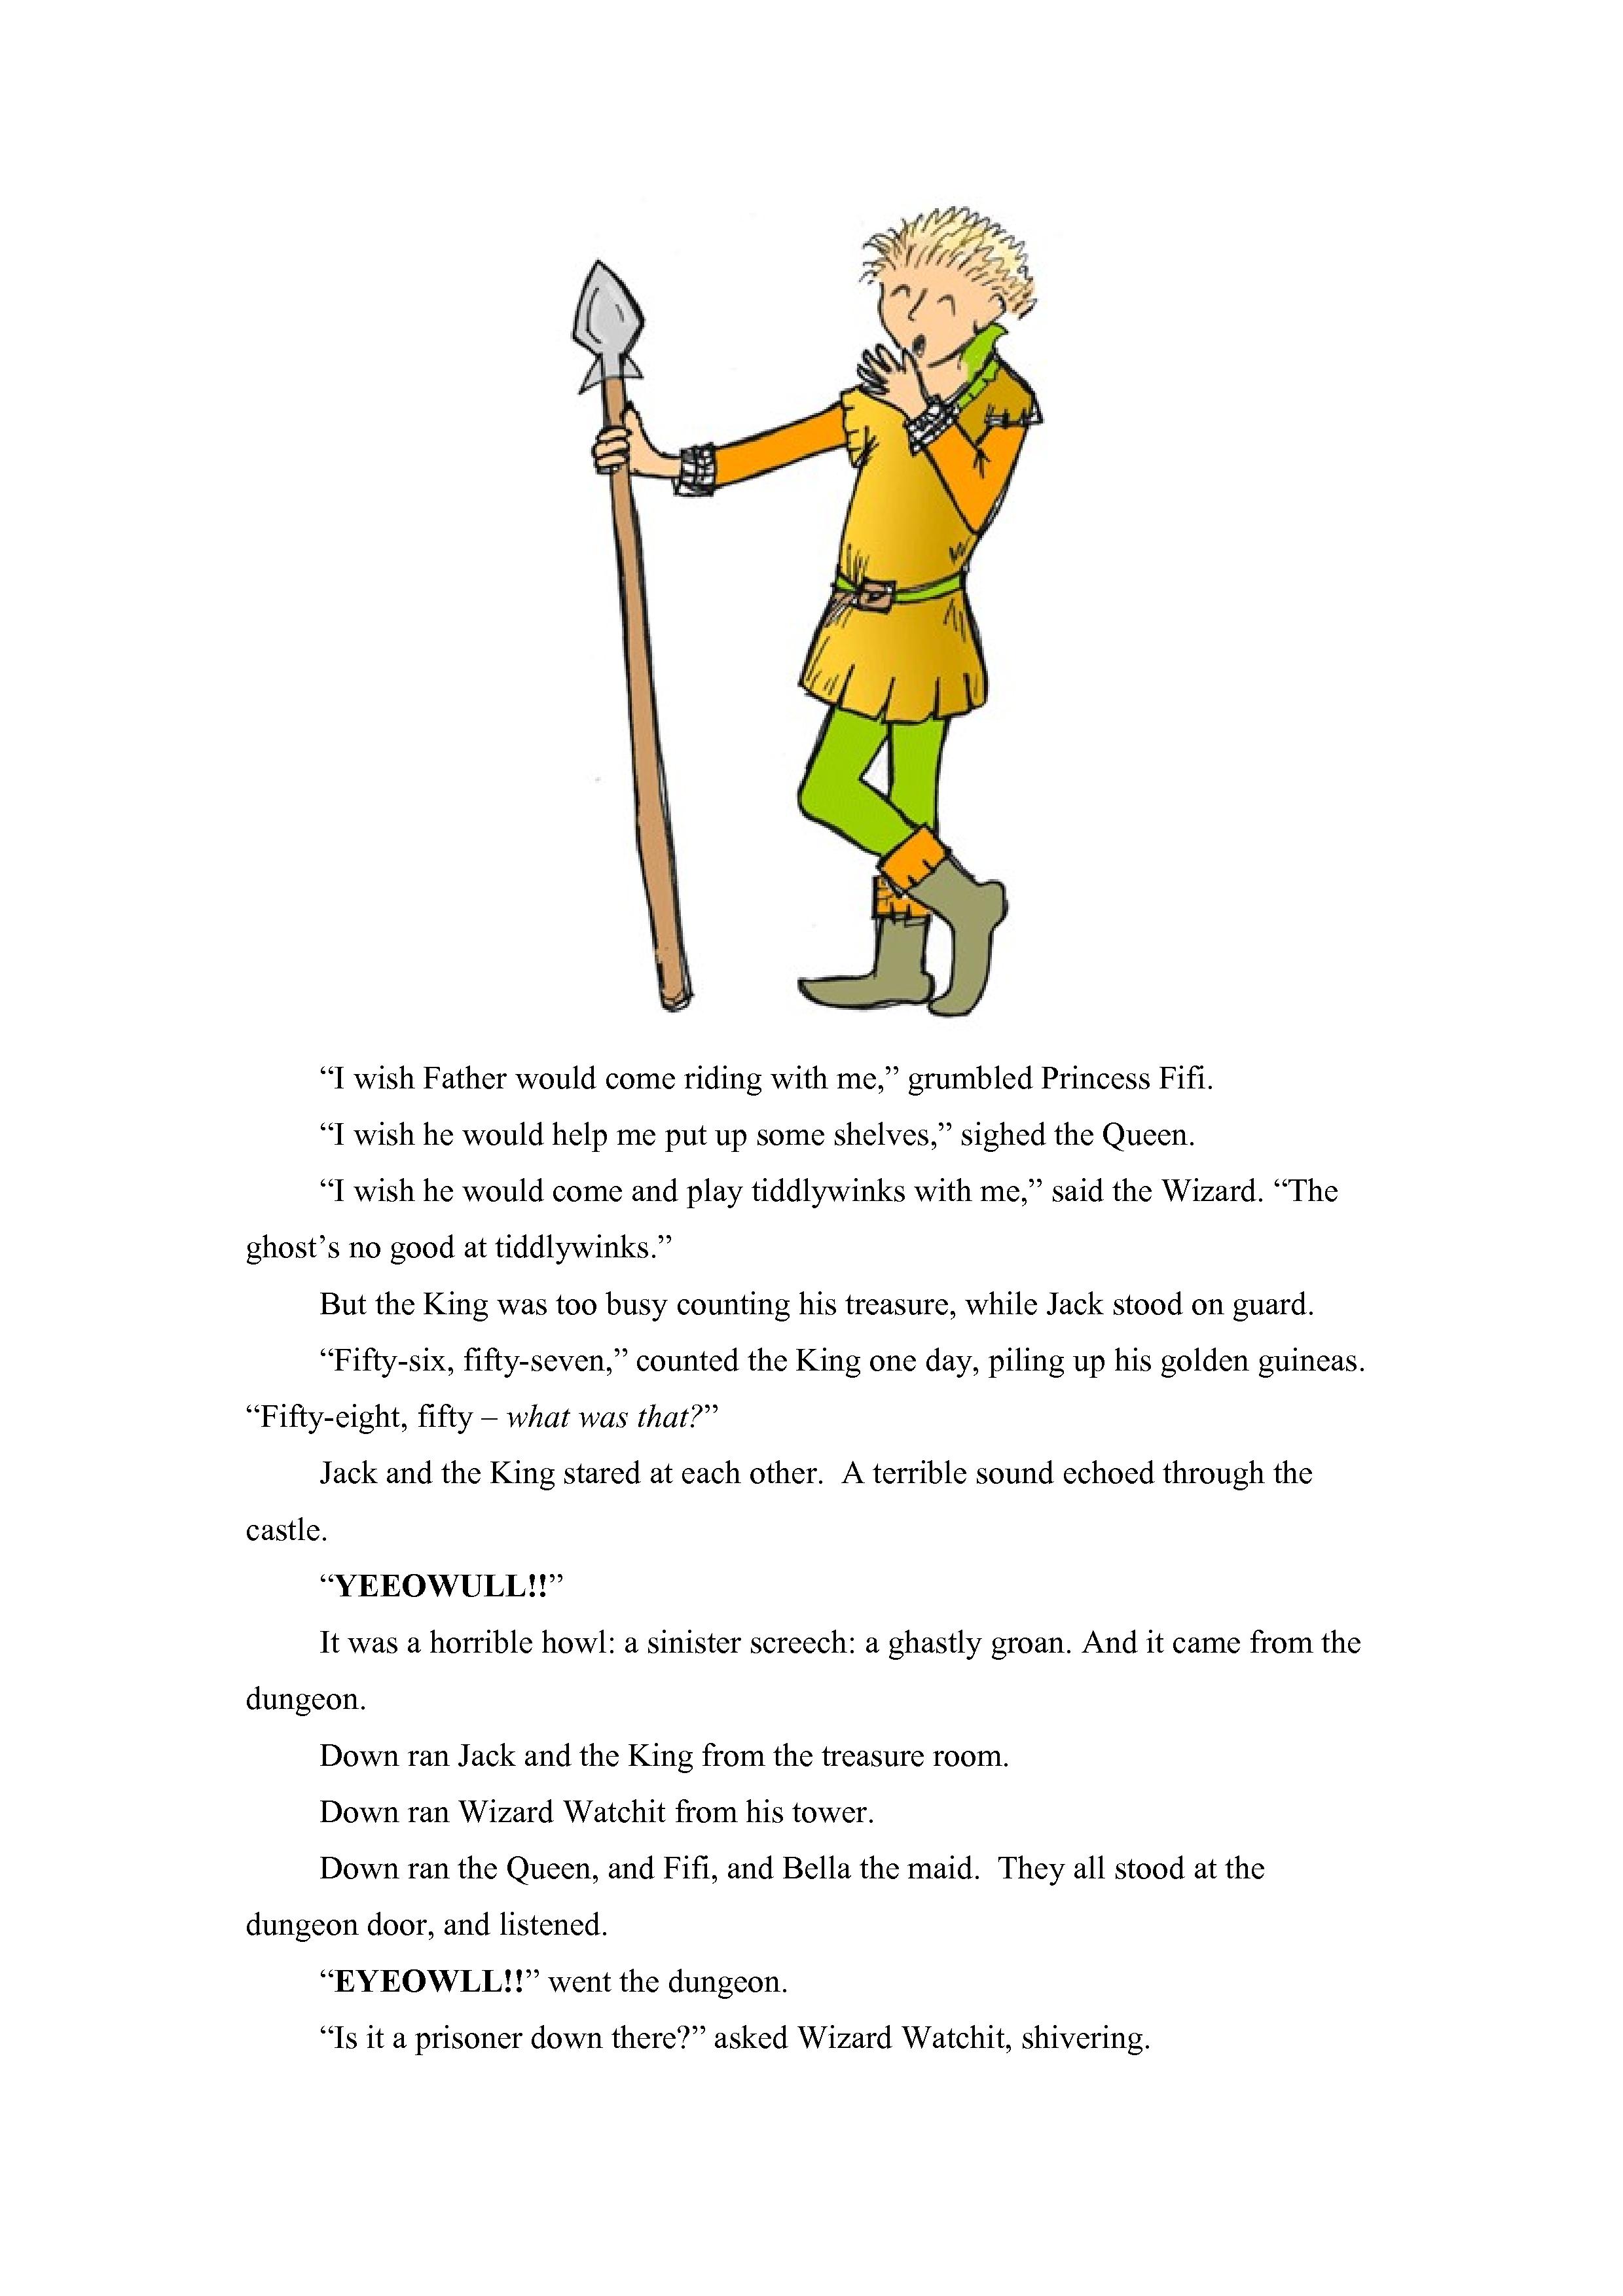 “I wish Father would come riding with me,” grumbled Princess Fifi.
“I wish he would help me put up some shelves,” sighed the Queen.
“I wish he would come and play tiddlywinks with me,” said the Wizard. “The
ghost’s no good at tiddlywinks.”
But the King was too busy counting his treasure, while Jack stood on guard.
“Fifty-six, fifty-seven,” counted the King one day, piling up his golden guineas.
“Fifty-eight, fifty – what was that?”
Jack and the King stared at each other.  A terrible sound echoed through the
castle.
“YEEOWULL!!”
It was a horrible howl: a sinister screech: a ghastly groan. And it came from the
dungeon.
Down ran Jack and the King from the treasure room.
Down ran Wizard Watchit from his tower.
Down ran the Queen, and Fifi, and Bella the maid.  They all stood at the
dungeon door, and listened.
“EYEOWLL!!” went the dungeon.
“Is it a prisoner down there?” asked Wizard Watchit, shivering.